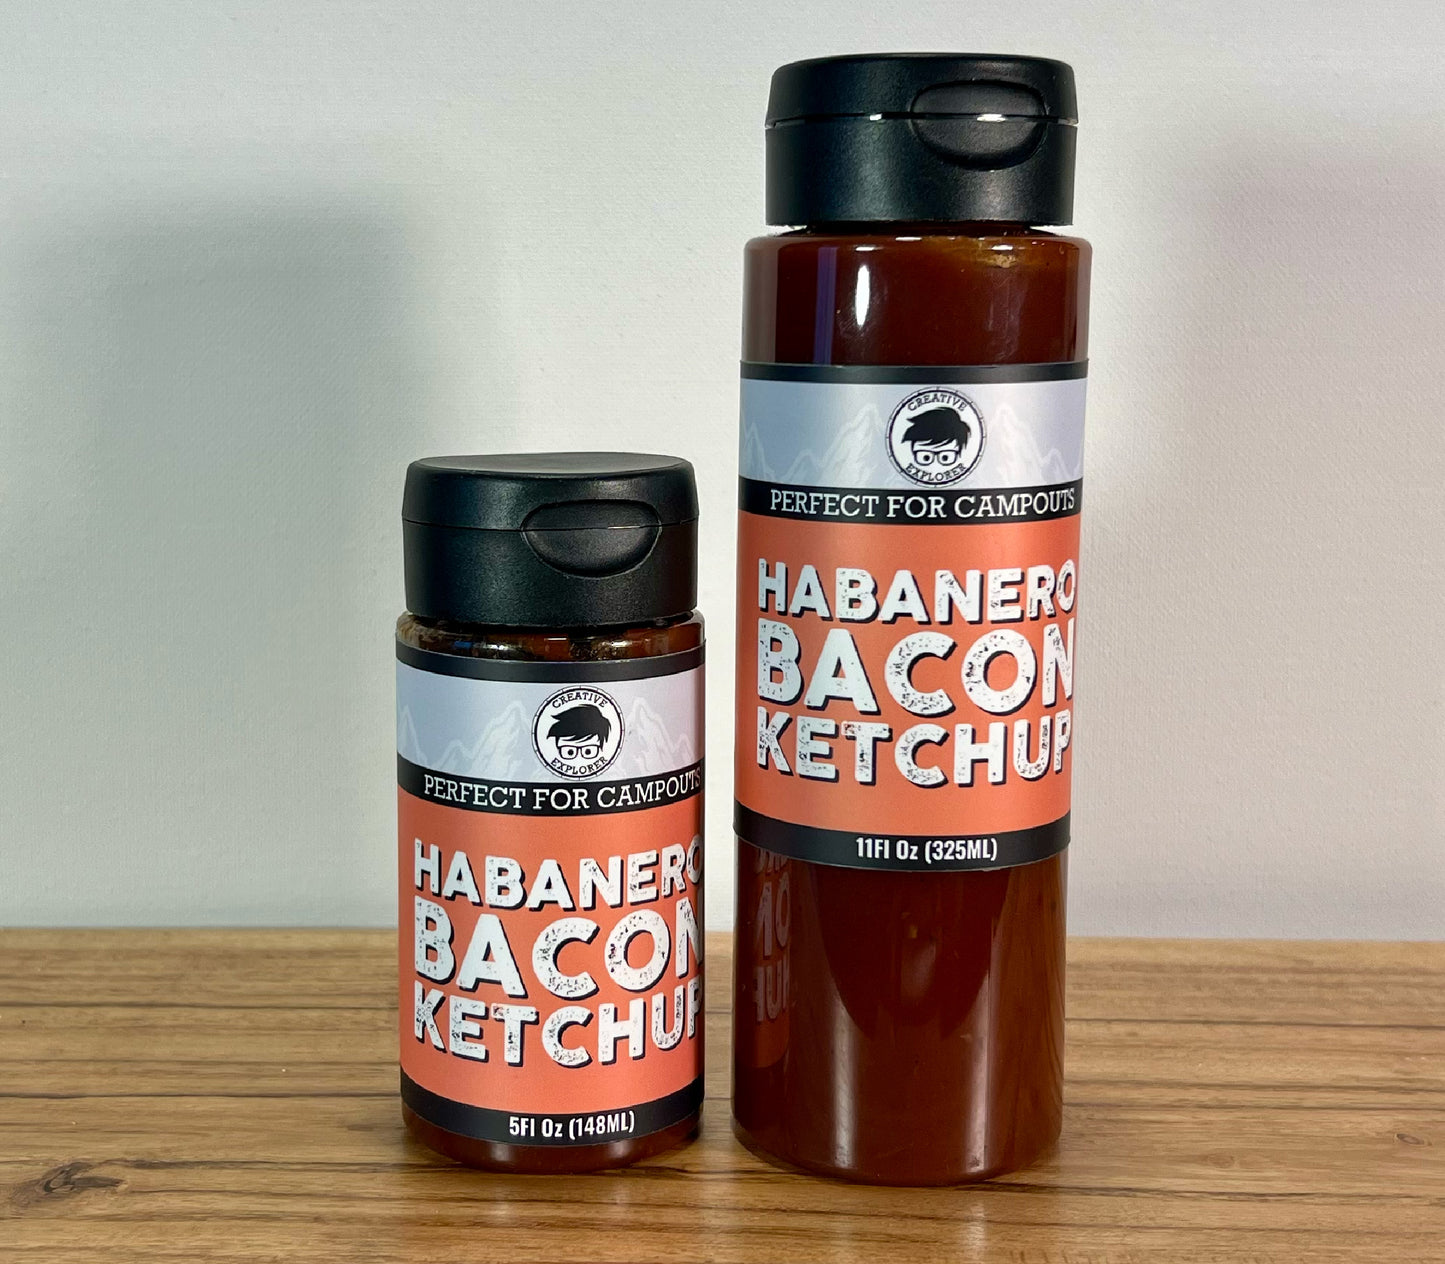 CREATIVE
EXPLORER
PERFECT FOR CAMPOUTS
HABANERO
BACON
KETCHUP
5Fl Oz (148ML)
CREATIVE
EXPLORER
PERFECT FOR CAMPOUTS
HABANERO
BACON
KETCHUP
11Fl Oz (325ML)